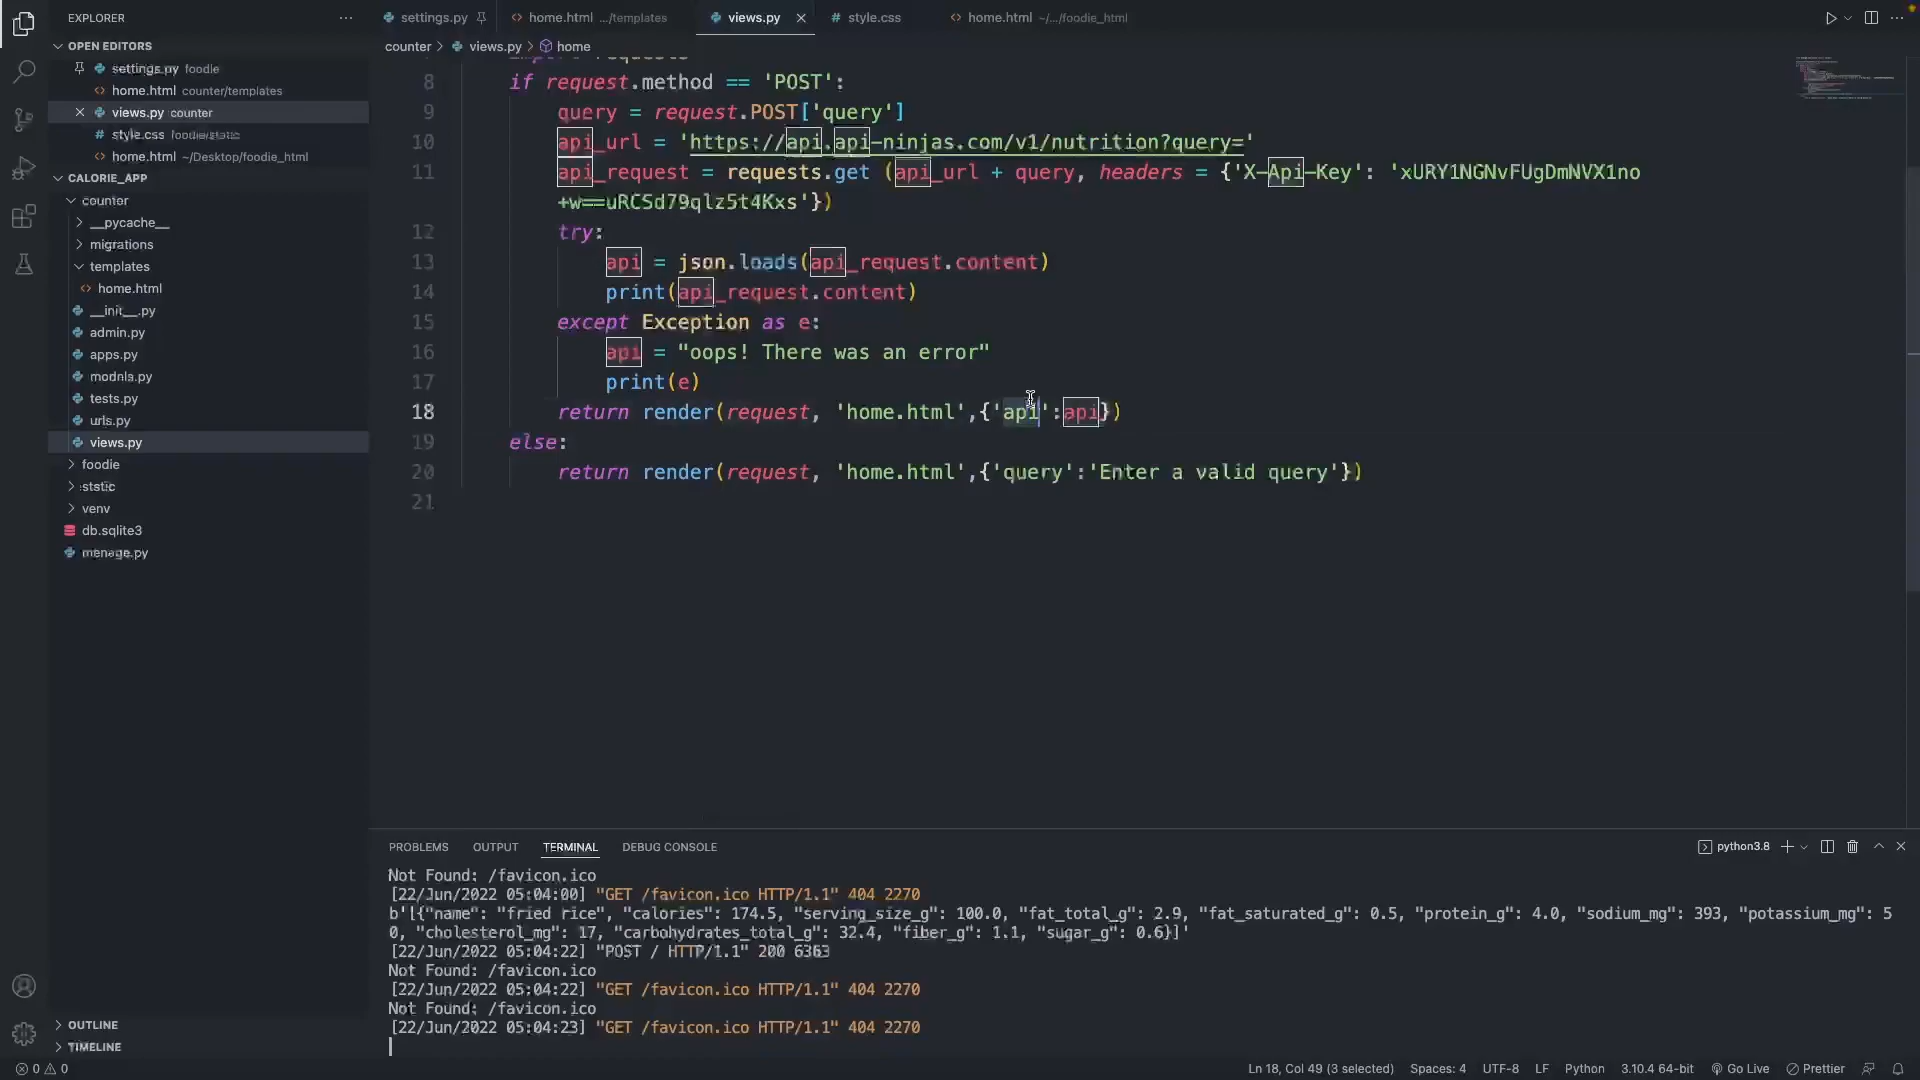 EXPLORER
OPEN EDITORS
settings.py foodie
home.html counter/templates
views.py counter
style.css foodie/static
home.html ~/Desktop/foodie_html
CALORIE_APP
counter
__pycache__
migrations
templates
home.html
__init__.py
admin.py
apps.py
tests.py
urls.py
views.py
foodie
venv
db.sqlite3
OUTLINE
TIMELINE
settings.py
home.html .../templates
views.py
style.css
home.html ~/.../foodie_html
counter > views.py > home
8 if request.method == 'POST':
9 query = request.POST['query']
10 api_url = 'https://api.api-ninjas.com/v1/nutrition?query='
11 api_request = requests.get (api_url + query, headers = {'X-Api-Key': 'xURY1NGNvFUgDmNVX1no
+w==uRCSd79qlz5t4Kxs'})
12 try:
13 api = json.loads(api_request.content)
14 print(api_request.content)
15 except Exception as e:
16 api = "oops! There was an error"
17 print(e)
18 return render(request, 'home.html',{'api':api})
19 else:
20 return render(request, 'home.html',{'query':'Enter a valid query'})
21
PROBLEMS OUTPUT TERMINAL DEBUG CONSOLE
python3.8
Not Found: /favicon.ico
[22/Jun/2022 05:04:00] "GET /favicon.ico HTTP/1.1" 404 2270
b'[{"name": "fried rice", "calories": 174.5, "serving_size_g": 100.0, "fat_total_g": 2.9, "fat_saturated_g": 0.5, "protein_g": 4.0, "sodium_mg": 393, "potassium_mg": 5
0, "cholesterol_mg": 17, "carbohydrates_total_g": 32.4, "fiber_g": 1.1, "sugar_g": 0.6}]'
[22/Jun/2022 05:04:22] "POST / HTTP/1.1" 200 6363
Not Found: /favicon.ico
[22/Jun/2022 05:04:22] "GET /favicon.ico HTTP/1.1" 404 2270
Not Found: /favicon.ico
[22/Jun/2022 05:04:23] "GET /favicon.ico HTTP/1.1" 404 2270
0 0
Ln 18, Col 49 (3 selected) Spaces: 4 UTF-8 LF Python 3.10.4 64-bit Go Live Prettier